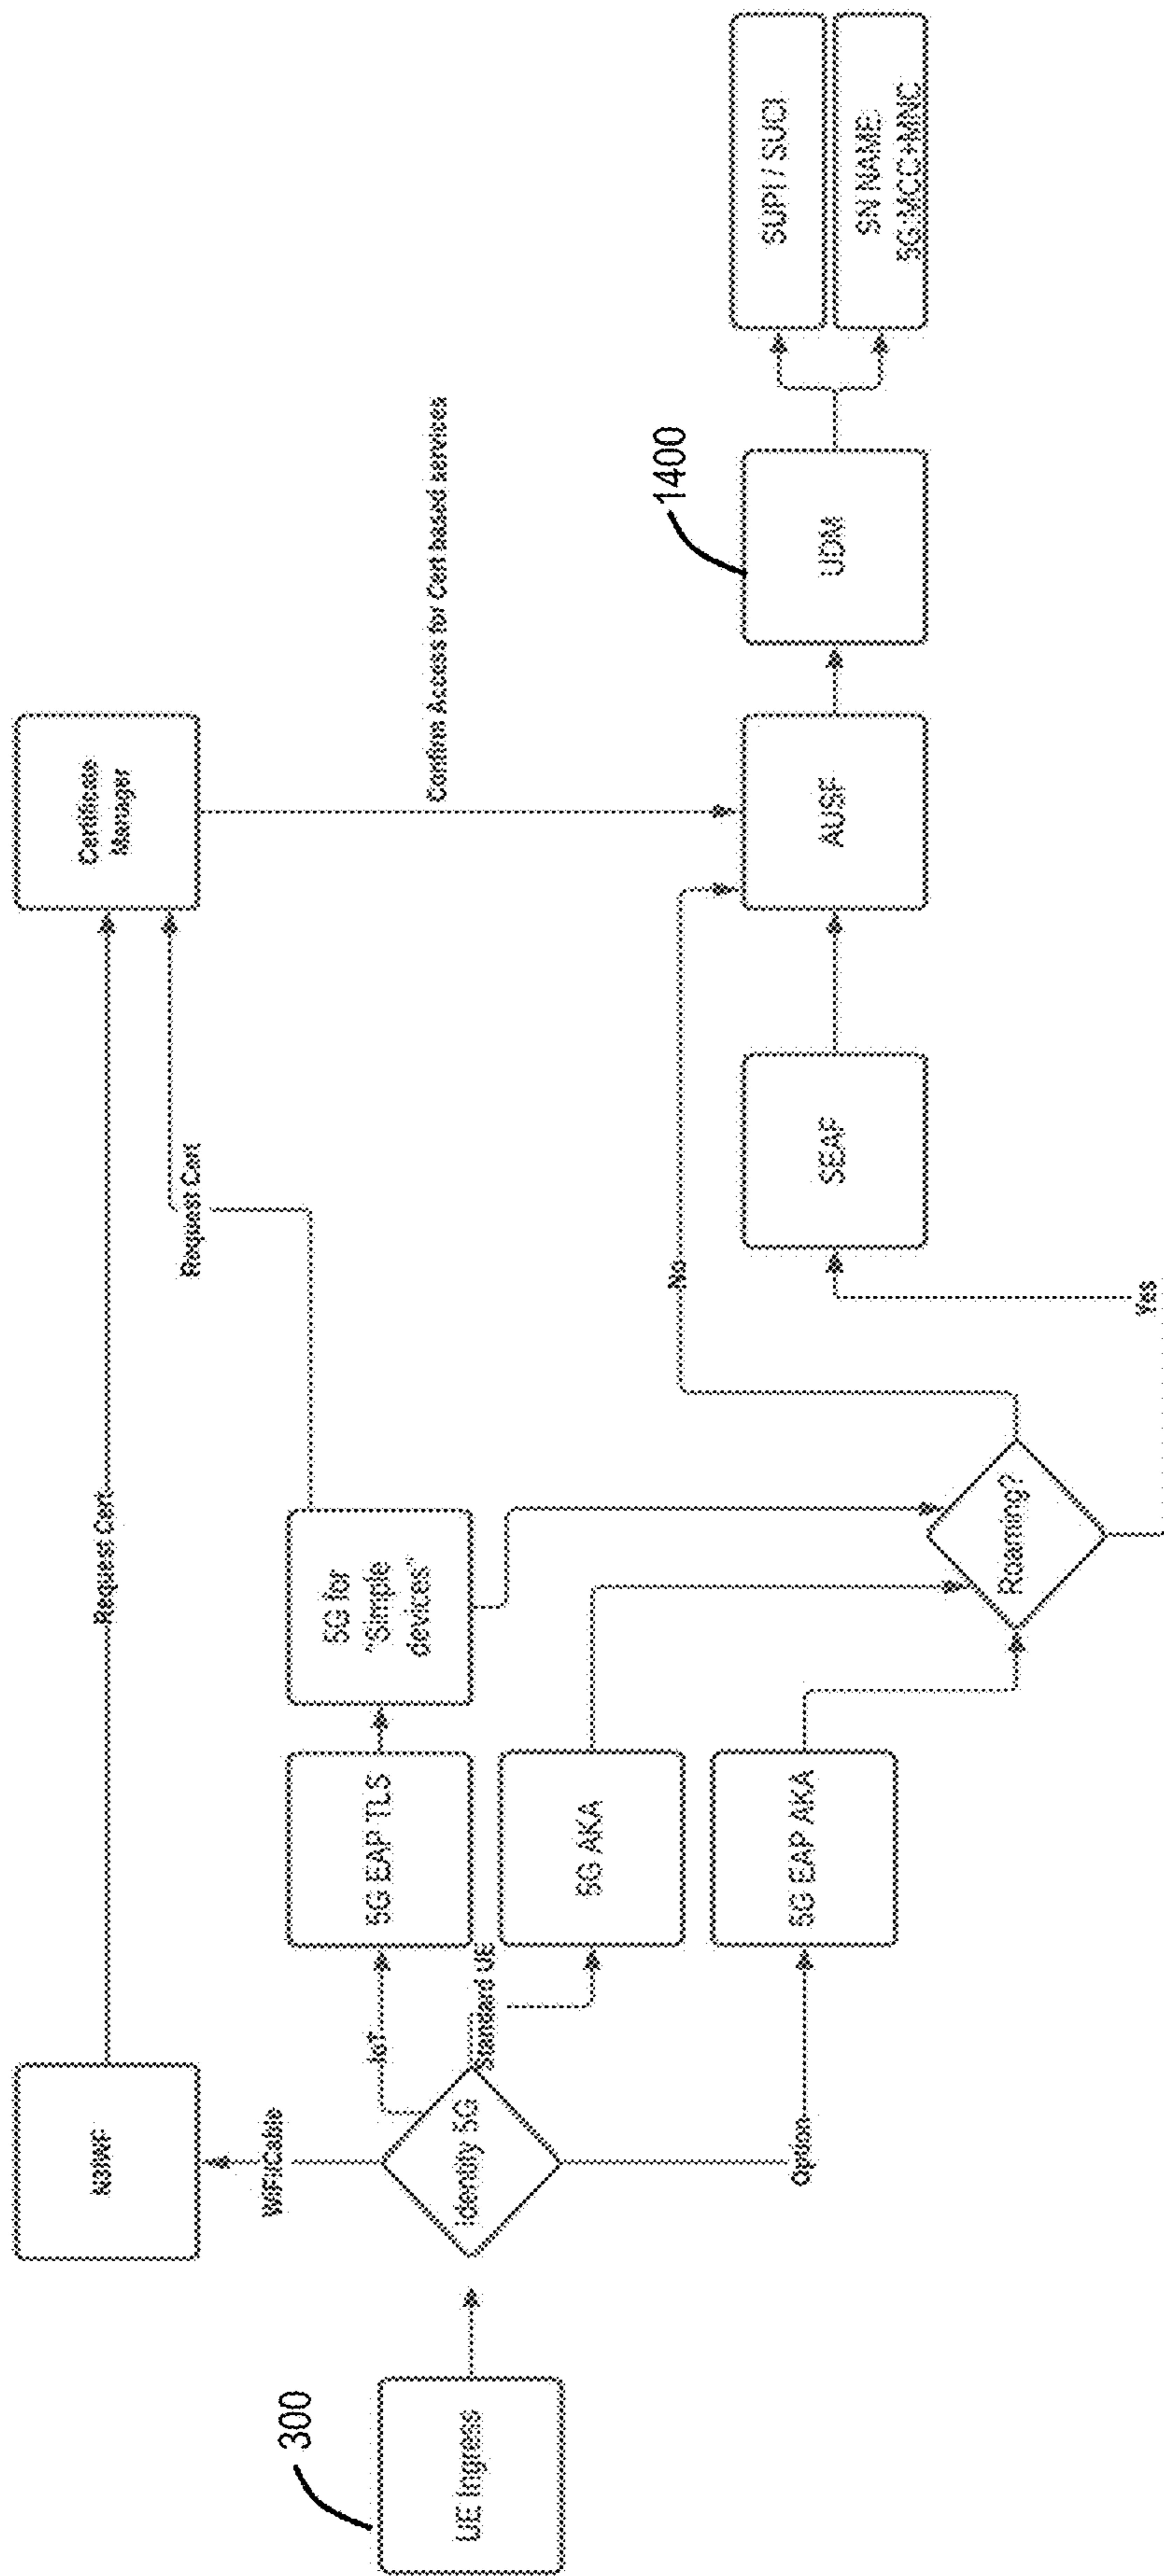 300
UE Ingress
Identity 5G
WiFi/Cable
N3IWF
Request Cert
IoT
5G EAP TLS
5G for
"Simple
devices"
Request Cert
Certificate
Manager
Standard UE
5G AKA
Option
5G EAP AKA
Roaming?
No
Yes
SEAF
Confirm Access for Cert based services
AUSF
1400
UDM
SUPI / SUCI
SN NAME:
5G:MCC+MNC